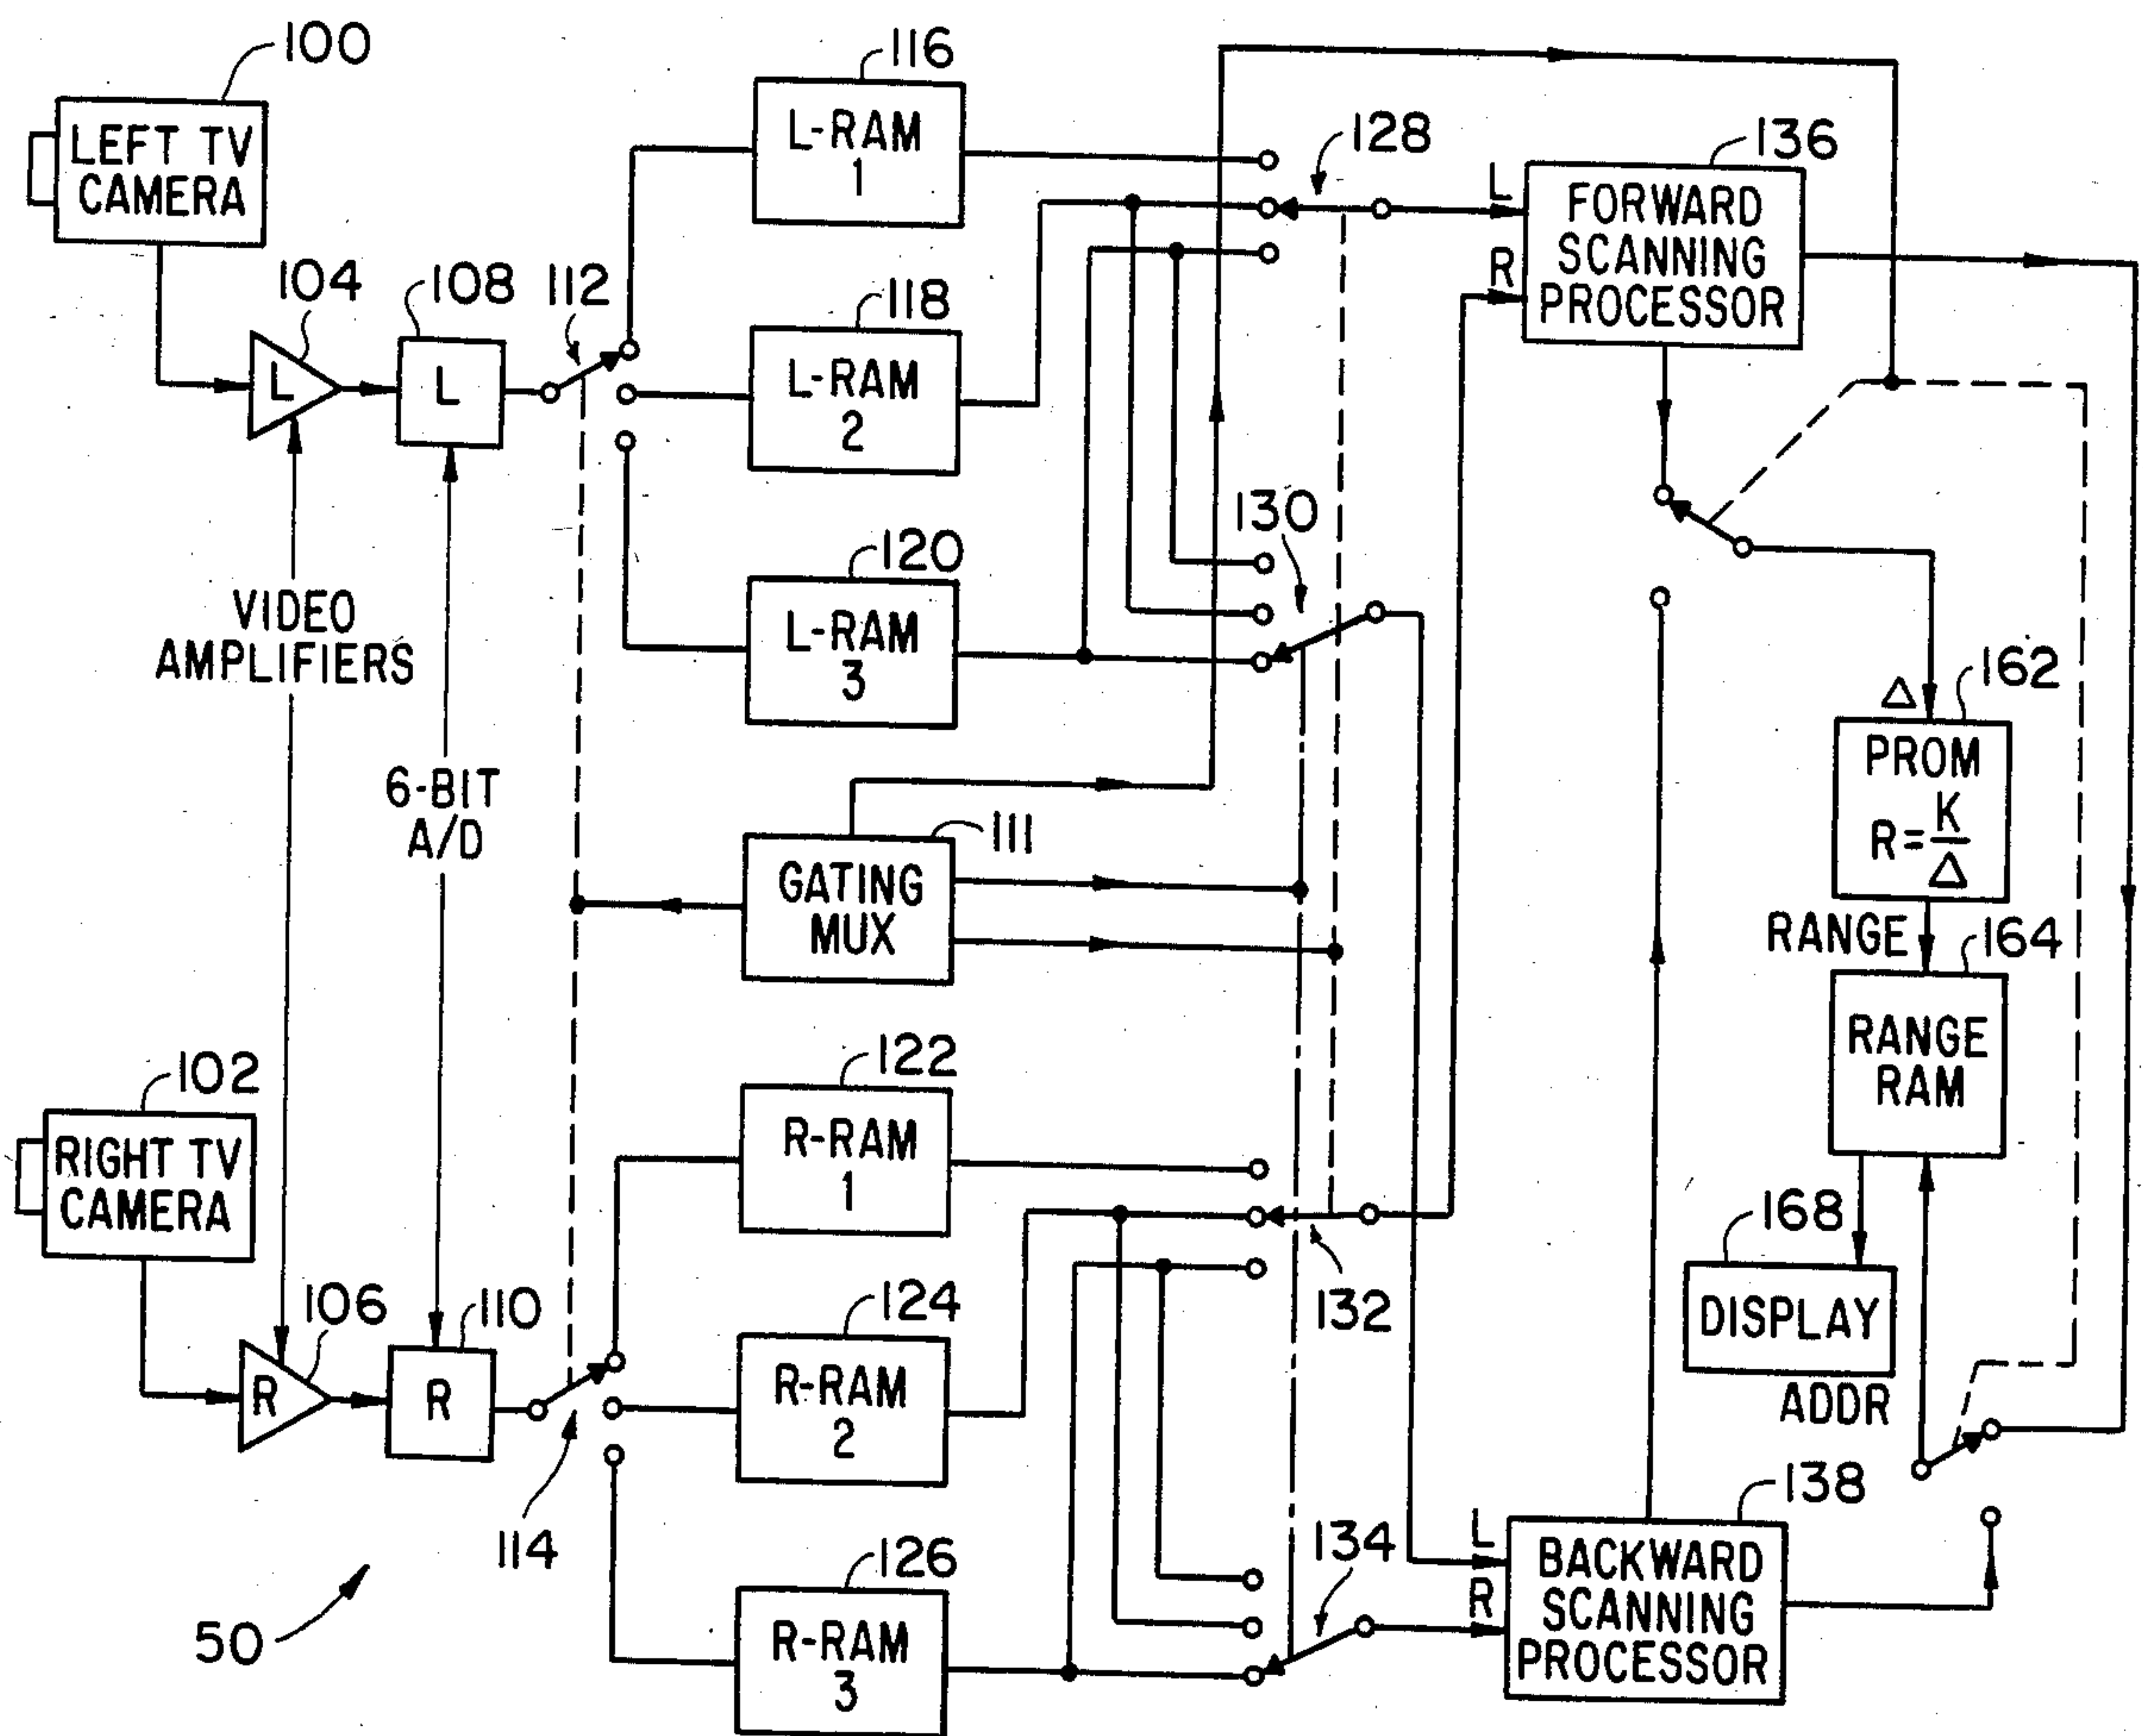 100
LEFT TV
CAMERA
104
L
108
L
112
116
L-RAM
1
118
L-RAM
2
120
L-RAM
3
128
130
L
R
136
FORWARD
SCANNING
PROCESSOR
VIDEO
AMPLIFIERS
6-BIT
A/D
111
GATING
MUX
Δ
162
PROM
R=K/Δ
RANGE
164
RANGE
RAM
168
DISPLAY
ADDR
102
RIGHT TV
CAMERA
106
R
110
R
114
122
R-RAM
1
124
R-RAM
2
126
R-RAM
3
132
134
L
R
138
BACKWARD
SCANNING
PROCESSOR
50